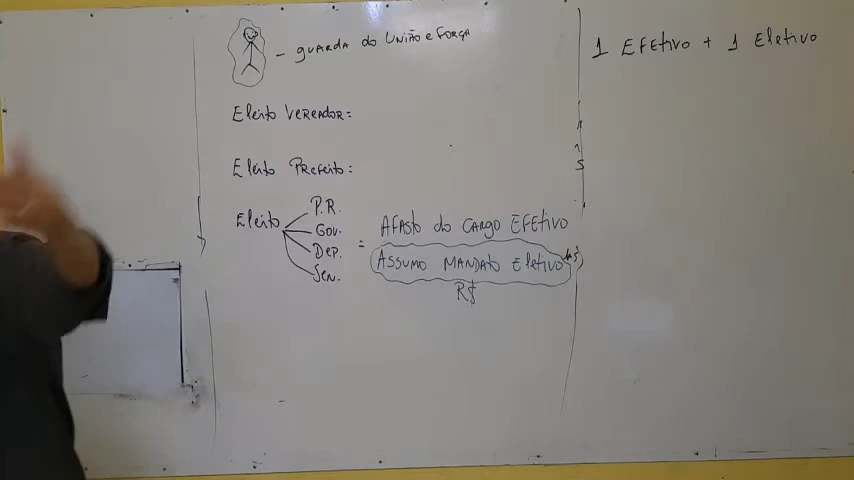 - GUARDA do União e Força
1 EFEtivo + 1 Eletivo
Eleito VEREADOR:
Eleito PREFEITO:
Eleito
P.R.
Gov.
Dep.
Sen.
= AFASto do CARGO EFEtivo
ASSUMO MANDATO Eletivo
R$